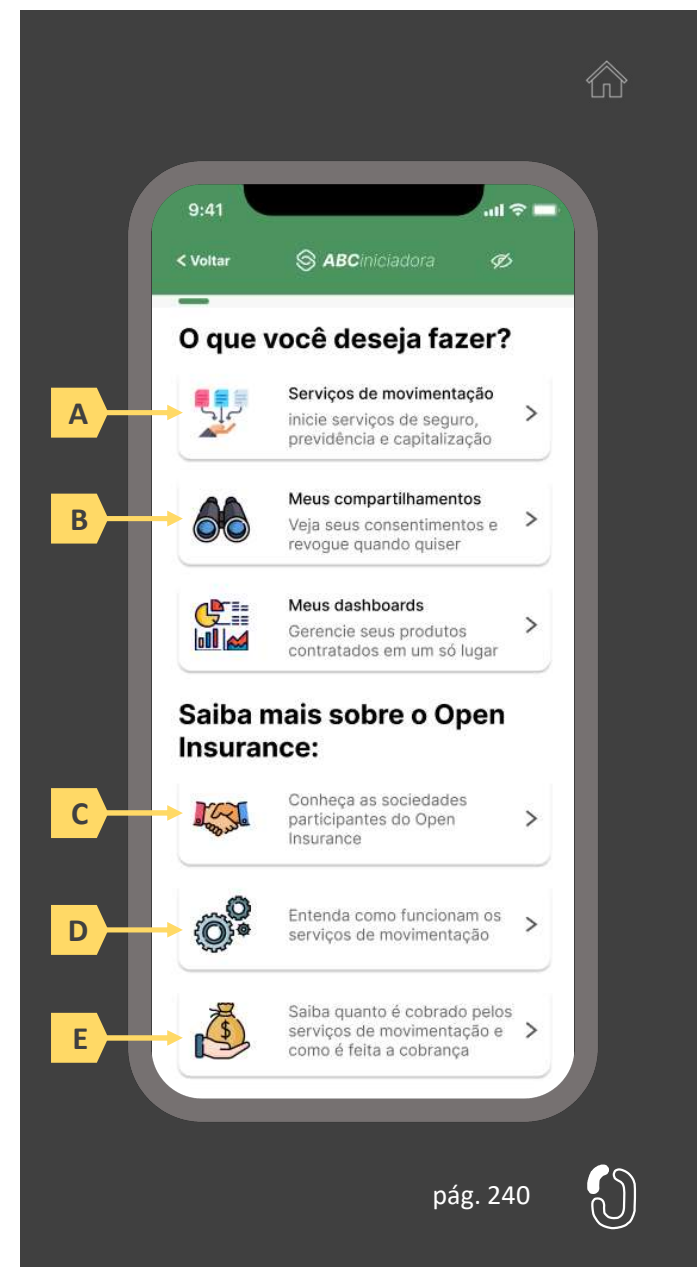 9:41
< Voltar
ABCiniciadora
O que você deseja fazer?
A
Serviços de movimentação
inicie serviços de seguro,
previdência e capitalização
B
Meus compartilhamentos
Veja seus consentimentos e
revogue quando quiser
Meus dashboards
Gerencie seus produtos
contratados em um só lugar
Saiba mais sobre o Open
Insurance:
C
Conheça as sociedades
participantes do Open
Insurance
D
Entenda como funcionam os
serviços de movimentação
E
$
Saiba quanto é cobrado pelos
serviços de movimentação e
como é feita a cobrança
pág. 240